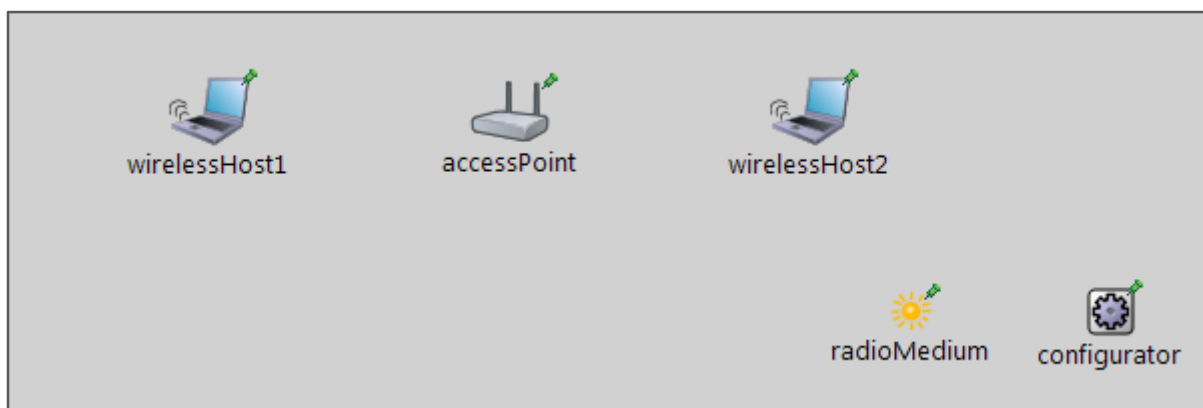 wirelessHost1
accessPoint
wirelessHost2
radioMedium
configurator